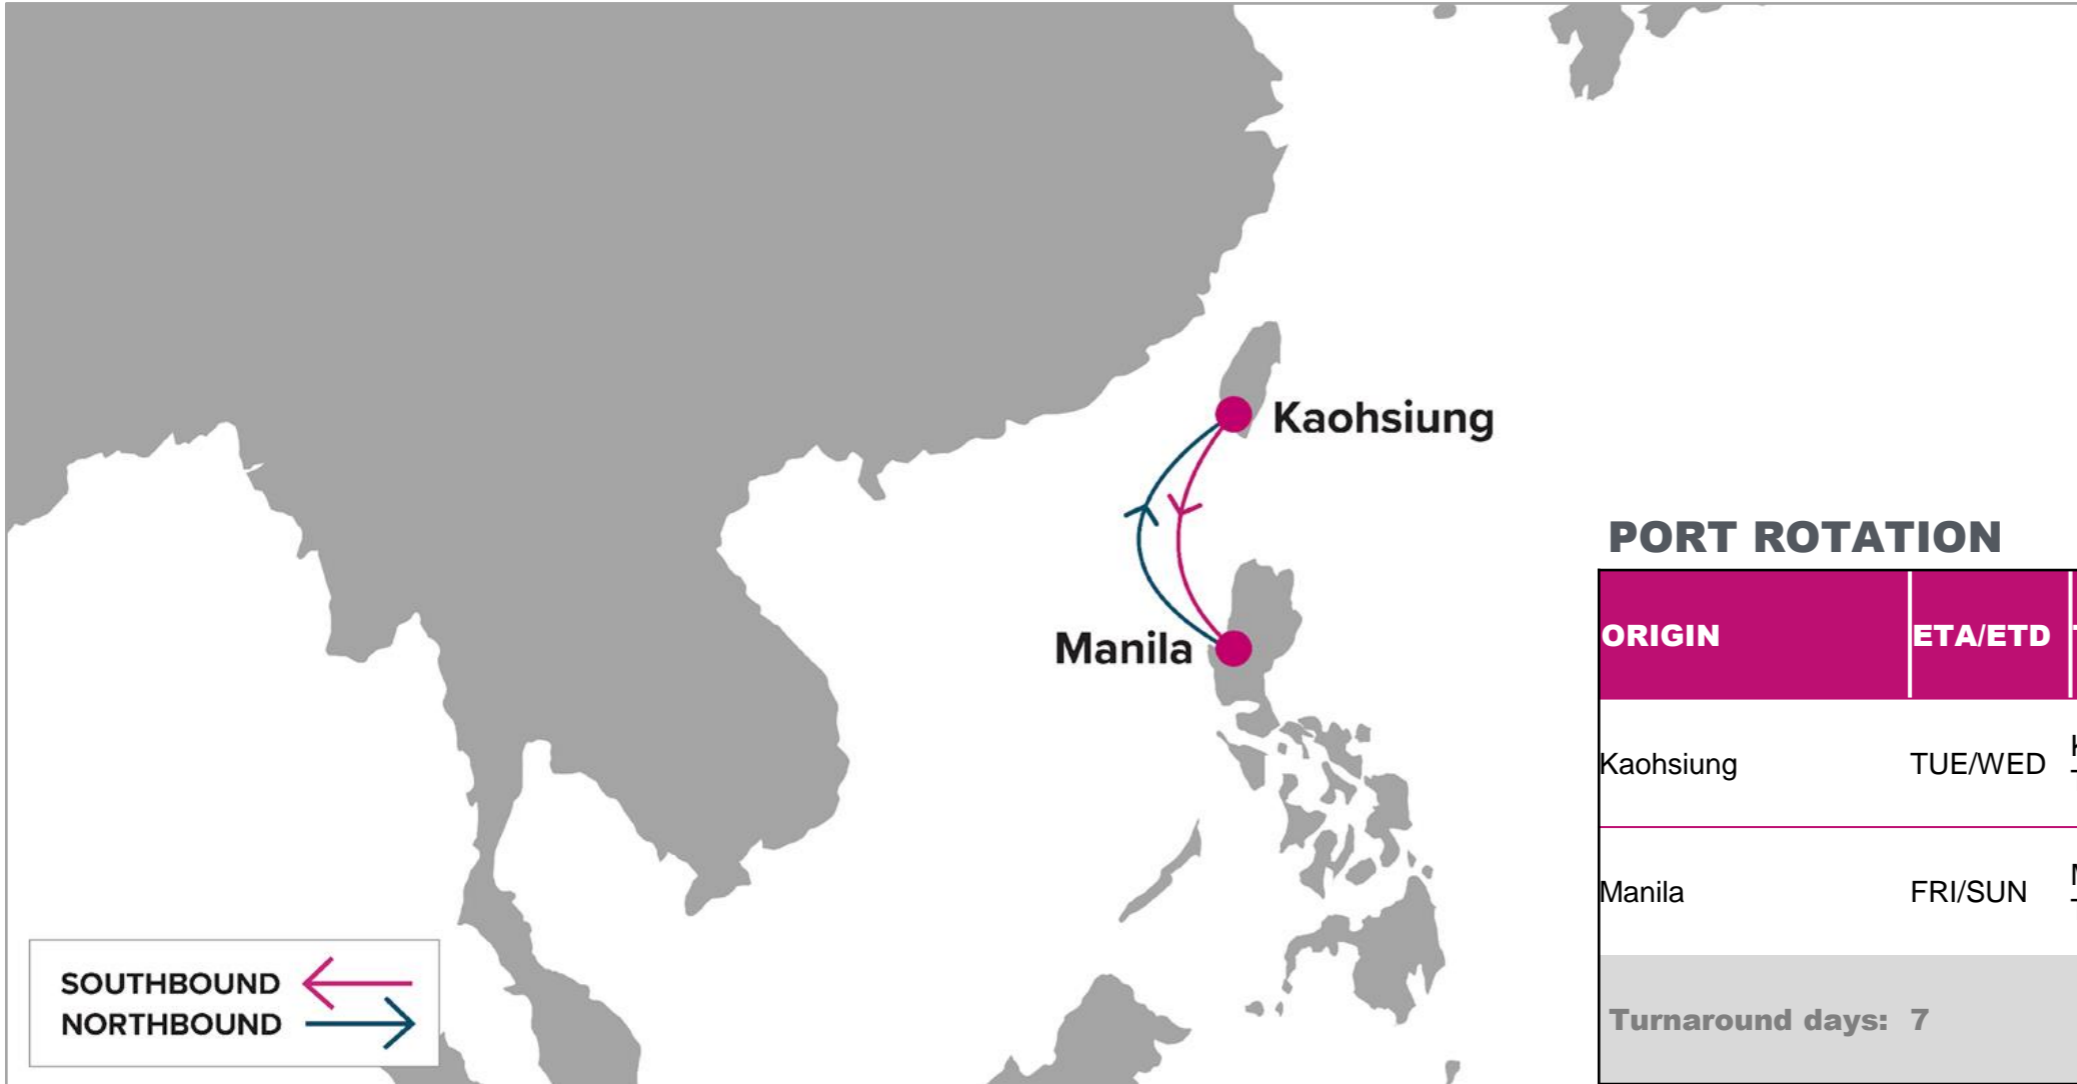 Kaohsiung
Manila
SOUTHBOUND
NORTHBOUND
PORT ROTATION
ORIGIN ETA/ETD
Kaohsiung TUE/WED
Manila FRI/SUN
Turnaround days: 7